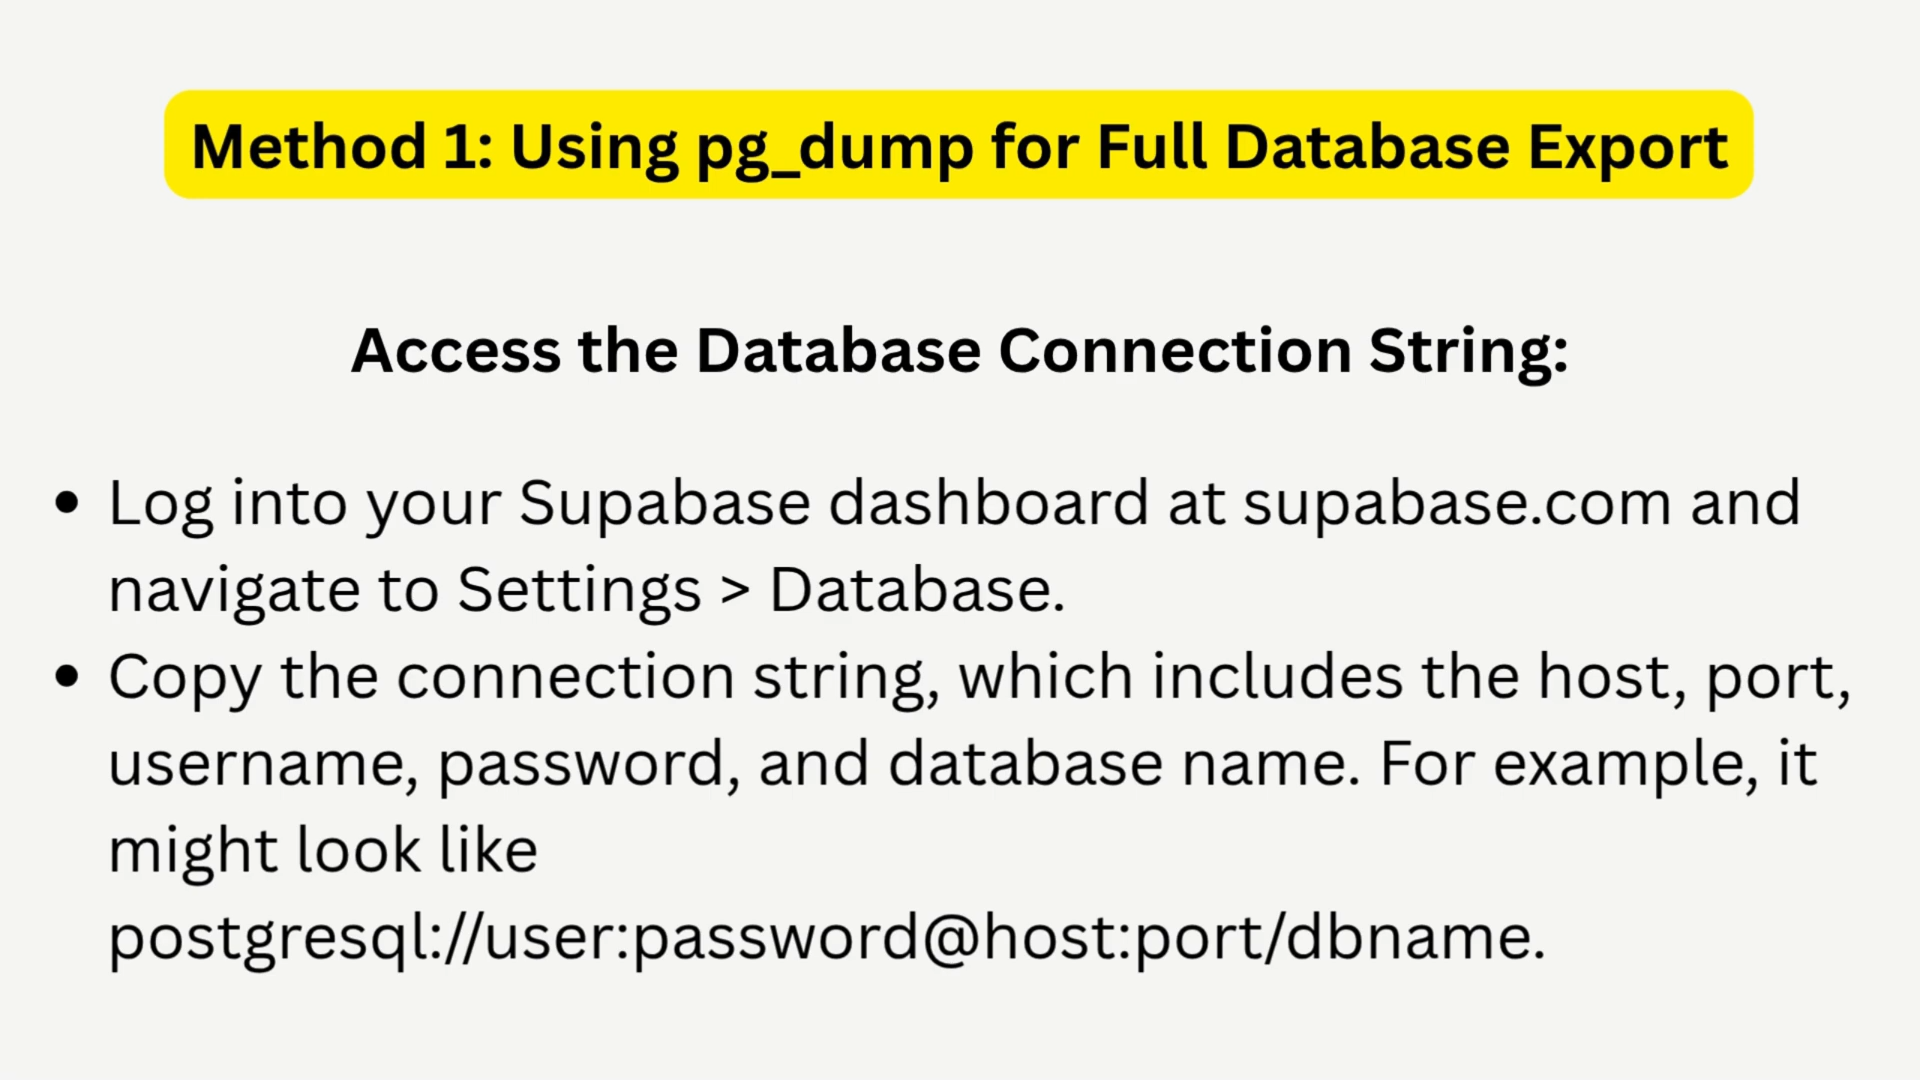 Method 1: Using pg_dump for Full Database Export
Access the Database Connection String:
• Log into your Supabase dashboard at supabase.com and
navigate to Settings > Database.
• Copy the connection string, which includes the host, port,
username, password, and database name. For example, it
might look like
postgresql://user:password@host:port/dbname.